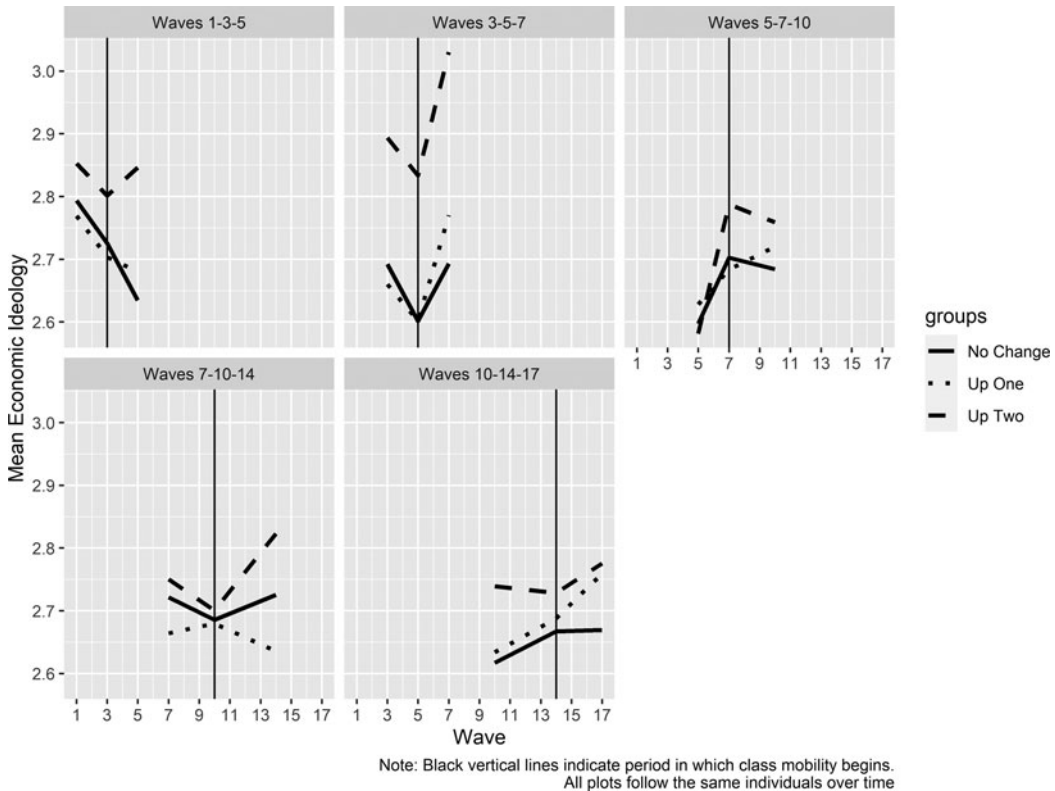 Waves 1-3-5
Waves 3-5-7
Waves 5-7-10
3.0
2.9
2.8
2.7
2.6
1 3 5 7 9 11 13 15 17
Waves 7-10-14
Waves 10-14-17
3.0
2.9
2.8
2.7
2.6
1 3 5 7 9 11 13 15 17
1 3 5 7 9 11 13 15 17
Mean Economic Ideology
Wave
groups
No Change
Up One
Up Two
Note: Black vertical lines indicate period in which class mobility begins.
All plots follow the same individuals over time